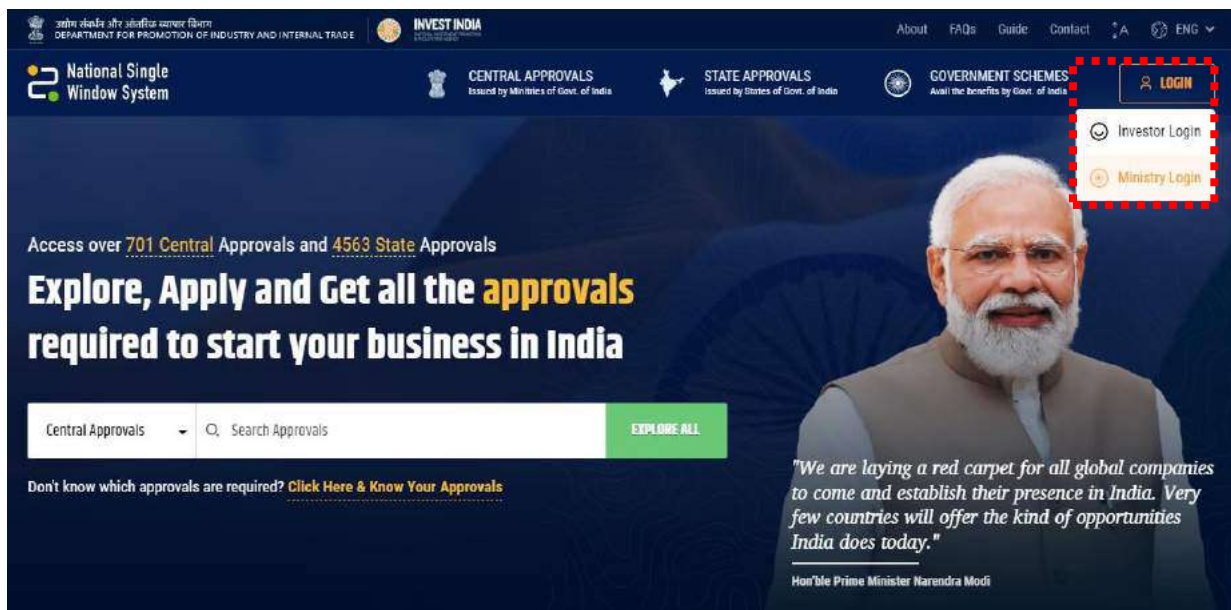 उद्योग संवर्धन और आंतरिक व्यापार विभाग
DEPARTMENT FOR PROMOTION OF INDUSTRY AND INTERNAL TRADE
INVEST INDIA
About FAQs Guide Contact A ENG
National Single
Window System
CENTRAL APPROVALS
Issued by Ministries of Govt. of India
STATE APPROVALS
Issued by States of Govt. of India
GOVERNMENT SCHEMES
Avail the benefits by Govt. of India
LOGIN
Investor Login
Ministry Login
Access over 701 Central Approvals and 4563 State Approvals
Explore, Apply and Get all the approvals
required to start your business in India
Central Approvals Search Approvals EXPLORE ALL
Don't know which approvals are required? Click Here & Know Your Approvals
"We are laying a red carpet for all global companies
to come and establish their presence in India. Very
few countries will offer the kind of opportunities
India does today."
Hon'ble Prime Minister Narendra Modi